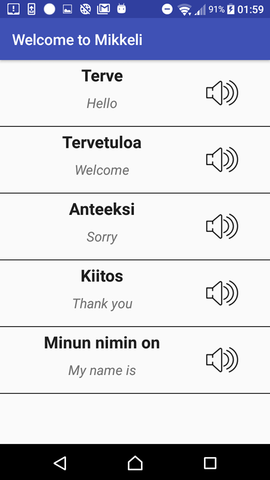 91% 01:59
Welcome to Mikkeli
Terve
Hello
Tervetuloa
Welcome
Anteeksi
Sorry
Kiitos
Thank you
Minun nimin on
My name is